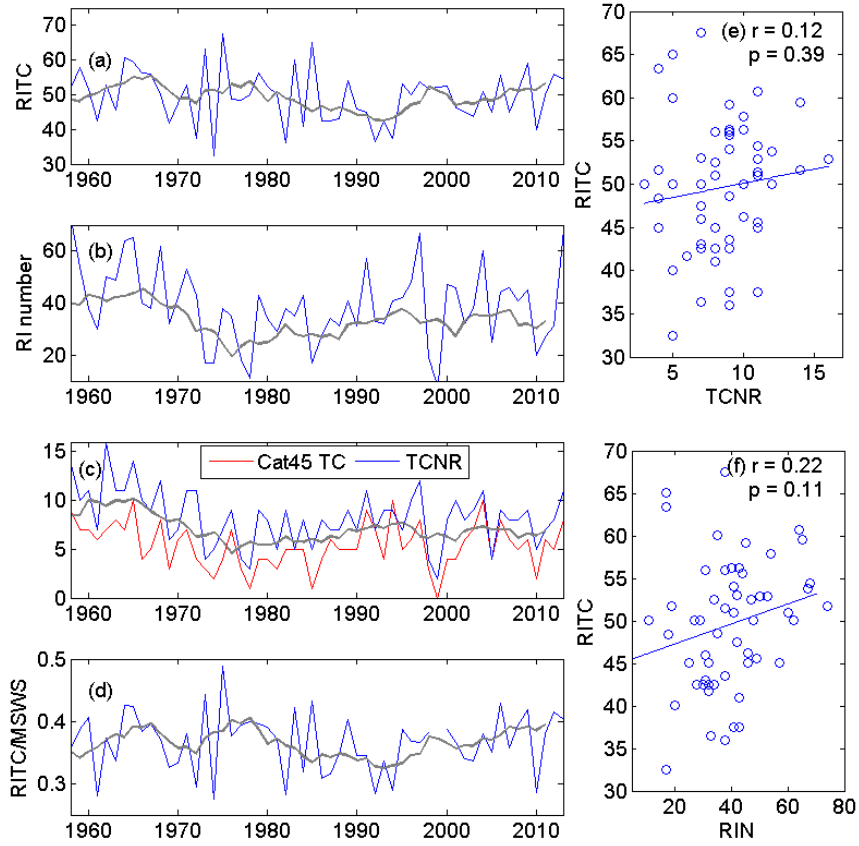 75
70
60
50
40
30
RITC
(a)
1960 1970 1980 1990 2000 2010
60
40
20
RI number
(b)
1960 1970 1980 1990 2000 2010
15
10
5
0
(c)
Cat45 TC TCNR
1960 1970 1980 1990 2000 2010
0.5
0.4
0.3
RITC/MSWS
(d)
1960 1970 1980 1990 2000 2010
70
65
60
55
50
45
40
35
30
RITC
(e) r = 0.12
p = 0.39
5 10 15
TCNR
70
65
60
55
50
45
40
35
30
RITC
(f) r = 0.22
p = 0.11
20 40 60 80
RIN